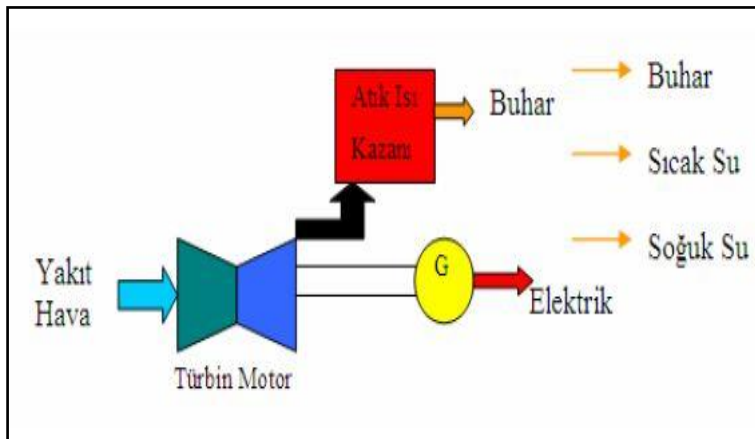 Atık Isı
Kazanı
Buhar
Buhar
Sıcak Su
Soğuk Su
Yakıt
Hava
G
Elektrik
Türbin Motor